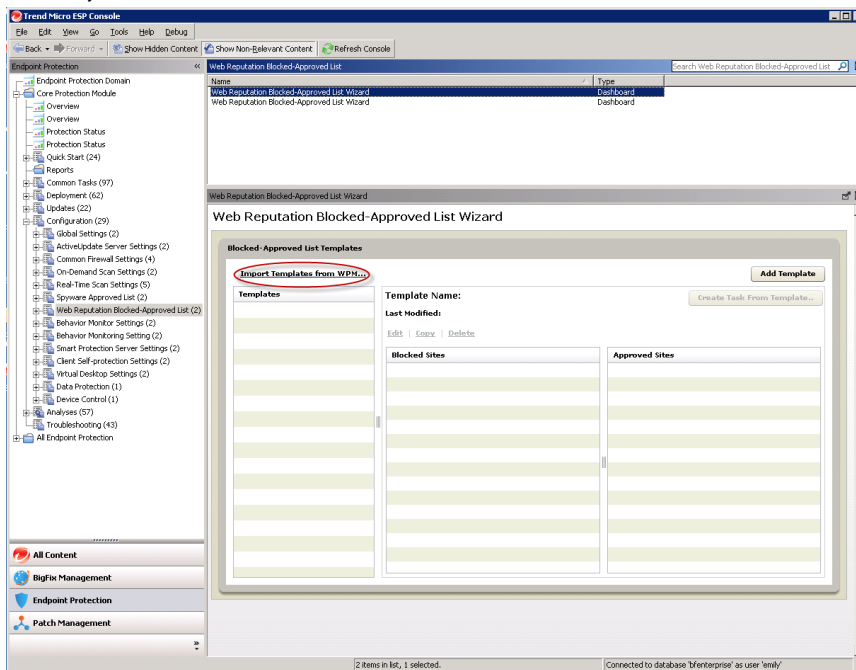 Trend Micro ESP Console
File Edit View Go Tools Help Debug
Back Forward Show Hidden Content Show Non-Relevant Content Refresh Console
Endpoint Protection «
Endpoint Protection Domain
Core Protection Module
Overview
Overview
Protection Status
Protection Status
Quick Start (24)
Reports
Common Tasks (97)
Deployment (62)
Updates (22)
Configuration (29)
Global Settings (2)
ActiveUpdate Server Settings (2)
Common Firewall Settings (4)
On-Demand Scan Settings (2)
Real-Time Scan Settings (5)
Spyware Approved List (2)
Web Reputation Blocked-Approved List (2)
Behavior Monitor Settings (2)
Behavior Monitoring Setting (2)
Smart Protection Server Settings (2)
Client Self-protection Settings (2)
Virtual Desktop Settings (2)
Data Protection (1)
Device Control (1)
Analyses (57)
Troubleshooting (43)
All Endpoint Protection
All Content
BigFix Management
Endpoint Protection
Patch Management
»
Web Reputation Blocked-Approved List Search Web Reputation Blocked-Approved List
Name Type
Web Reputation Blocked-Approved List Wizard Dashboard
Web Reputation Blocked-Approved List Wizard Dashboard
Web Reputation Blocked-Approved List Wizard
Web Reputation Blocked-Approved List Wizard
Blocked-Approved List Templates
Import Templates from WPM... Add Template
Templates
Template Name: Create Task From Template..
Last Modified:
Edit | Copy | Delete
Blocked Sites Approved Sites
2 items in list, 1 selected. Connected to database 'bfenterprise' as user 'emily'